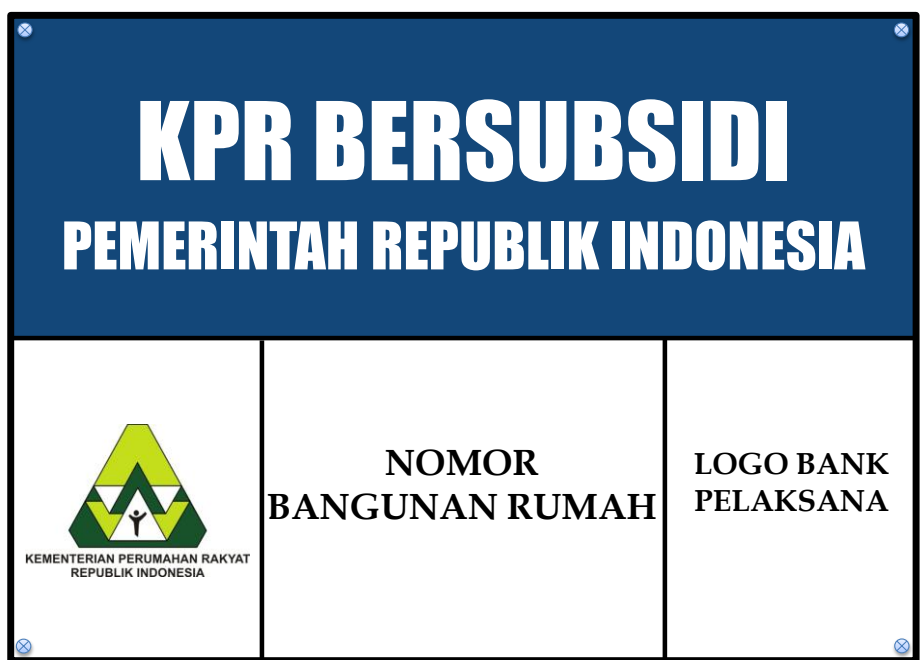 KPR BERSUBSIDI
PEMERINTAH REPUBLIK INDONESIA
KEMENTERIAN PERUMAHAN RAKYAT
REPUBLIK INDONESIA
NOMOR
BANGUNAN RUMAH
LOGO BANK
PELAKSANA